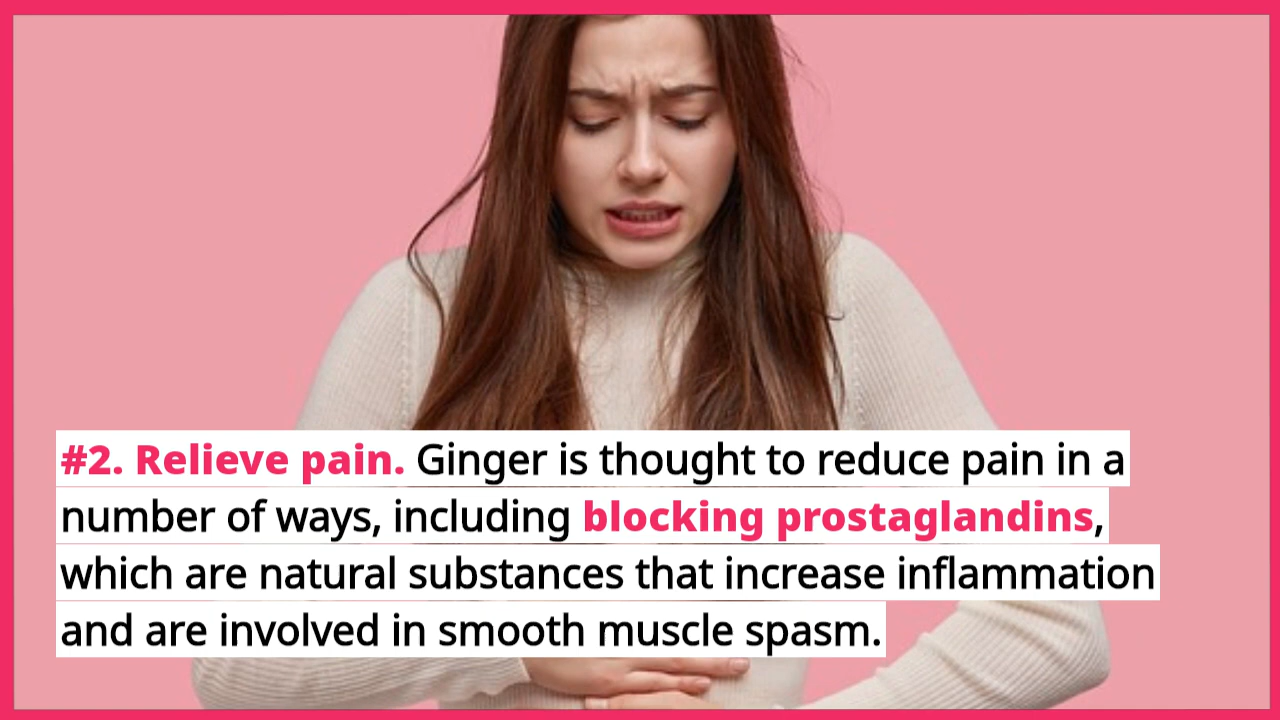 #2. Relieve pain. Ginger is thought to reduce pain in a
number of ways, including blocking prostaglandins,
which are natural substances that increase inflammation
and are involved in smooth muscle spasm.